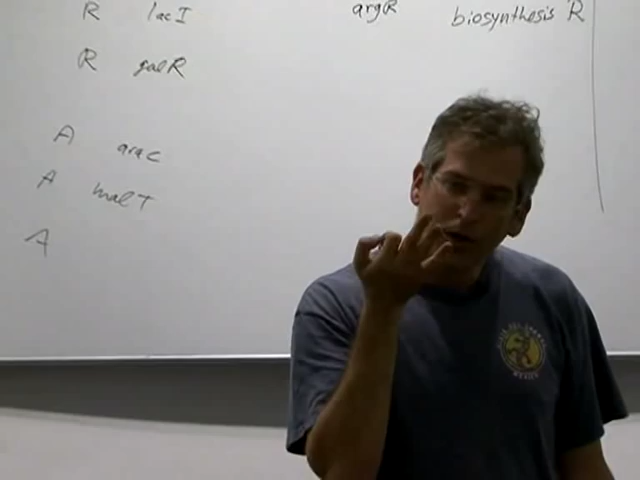 R lacI
argR biosynthesis R
R galR
A araC
A malT
A